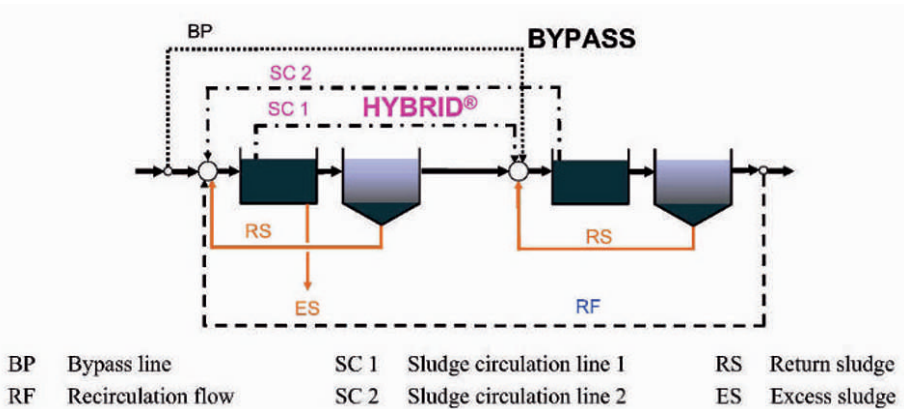 BP
BYPASS
SC 2
SC 1 HYBRID®
RS
RS
ES
RF
BP Bypass line SC 1 Sludge circulation line 1 RS Return sludge
RF Recirculation flow SC 2 Sludge circulation line 2 ES Excess sludge